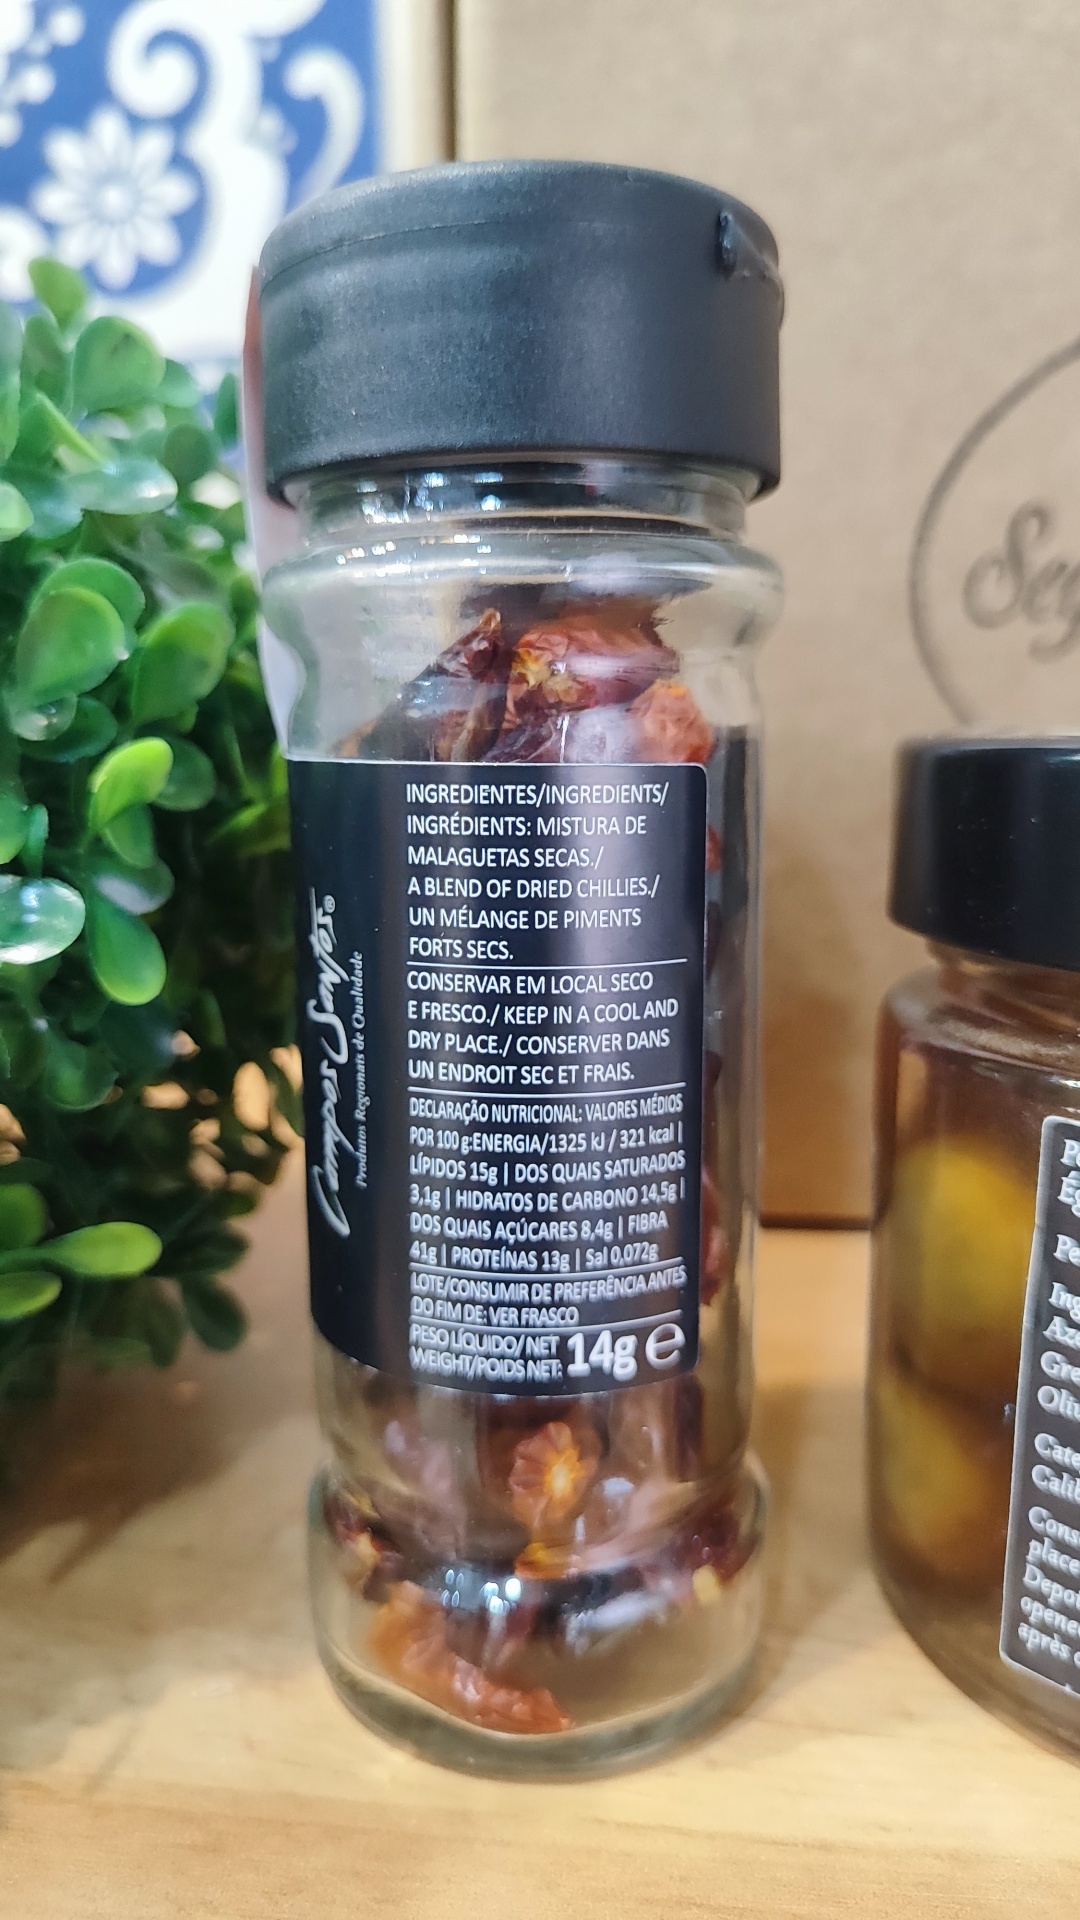 INGREDIENTES/INGREDIENTS/
INGRÉDIENTS: MISTURA DE
MALAGUETAS SECAS./
A BLEND OF DRIED CHILLIES./
UN MÉLANGE DE PIMENTS
FORTS SECS.
CONSERVAR EM LOCAL SECO
E FRESCO./ KEEP IN A COOL AND
DRY PLACE./ CONSERVER DANS
UN ENDROIT SEC ET FRAIS.
DECLARAÇÃO NUTRICIONAL: VALORES MÉDIOS
POR 100 g:ENERGIA/1325 kJ / 321 kcal |
LÍPIDOS 15g | DOS QUAIS SATURADOS
3,1g | HIDRATOS DE CARBONO 14,5g |
DOS QUAIS AÇÚCARES 8,4g | FIBRA
41g | PROTEÍNAS 13g | Sal 0,072g
LOTE/CONSUMIR DE PREFERÊNCIA ANTES
DO FIM DE: VER FRASCO
PESO LÍQUIDO/NET
WEIGHT/POIDS NET: 14g e
Santos®
Produtos Regionais de Qualidade